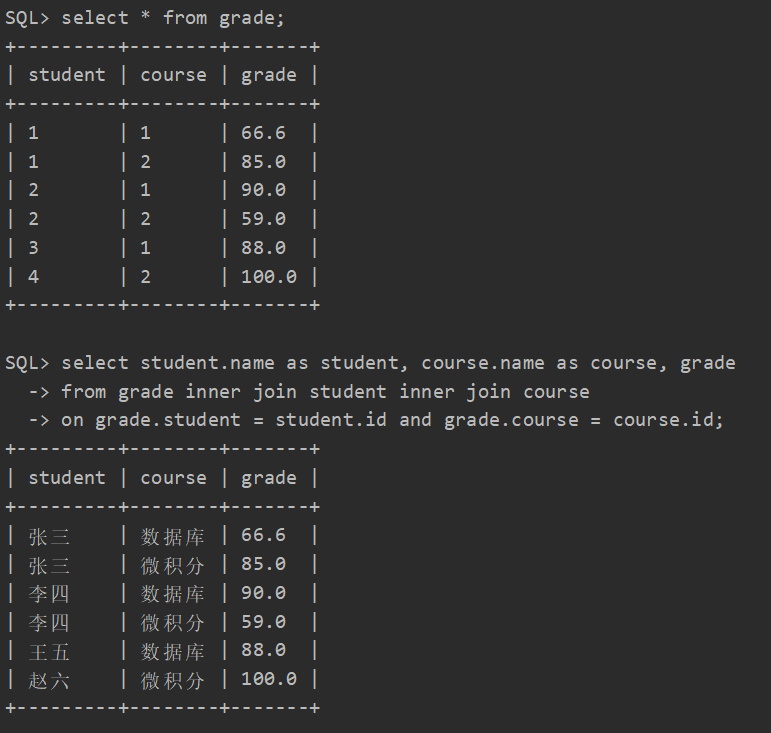 SQL> select * from grade;
+---------+--------+-------+
| student | course | grade |
+---------+--------+-------+
| 1       | 1      | 66.6  |
| 1       | 2      | 85.0  |
| 2       | 1      | 90.0  |
| 2       | 2      | 59.0  |
| 3       | 1      | 88.0  |
| 4       | 2      | 100.0 |
+---------+--------+-------+

SQL> select student.name as student, course.name as course, grade
  -> from grade inner join student inner join course
  -> on grade.student = student.id and grade.course = course.id;
+---------+--------+-------+
| student | course | grade |
+---------+--------+-------+
| 张三    | 数据库 | 66.6  |
| 张三    | 微积分 | 85.0  |
| 李四    | 数据库 | 90.0  |
| 李四    | 微积分 | 59.0  |
| 王五    | 数据库 | 88.0  |
| 赵六    | 微积分 | 100.0 |
+---------+--------+-------+